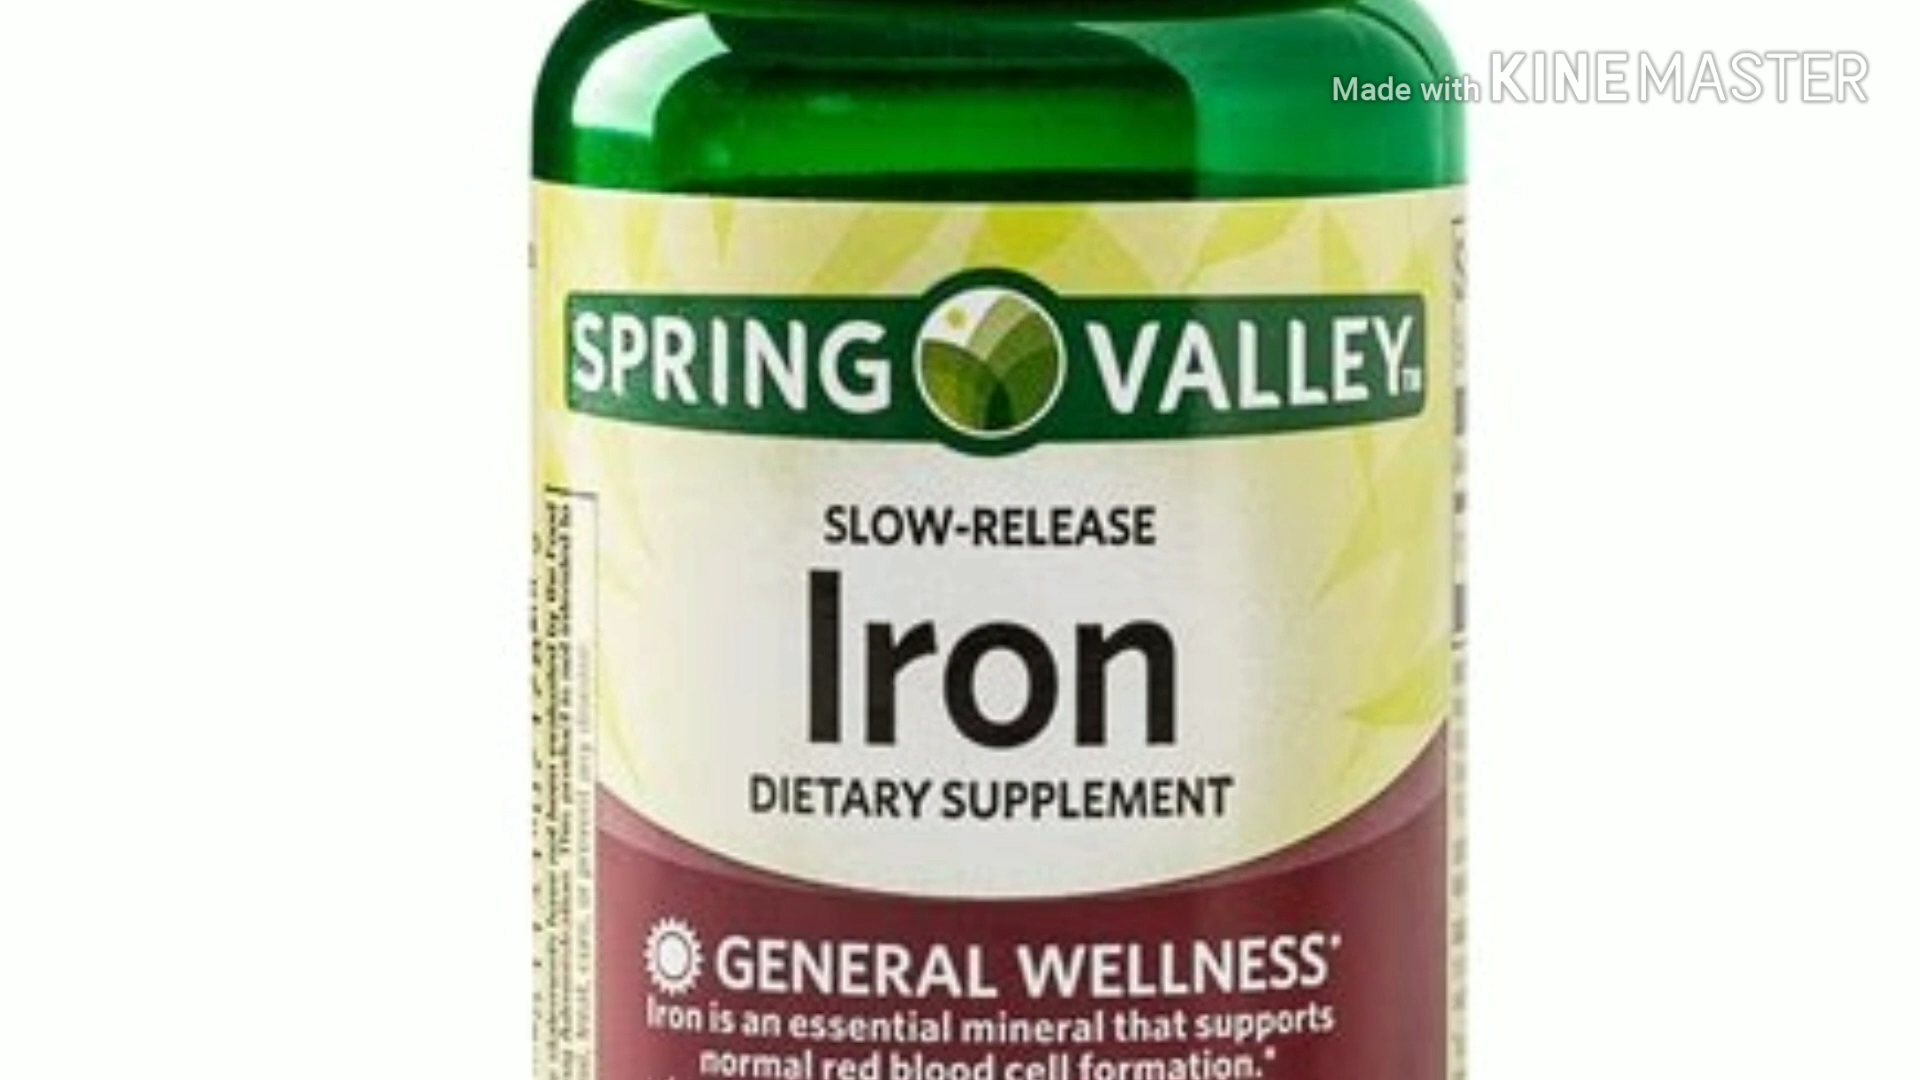 Made with KINEMASTER
SPRING VALLEY™
SLOW-RELEASE
Iron
DIETARY SUPPLEMENT
GENERAL WELLNESS*
Iron is an essential mineral that supports
normal red blood cell formation.*